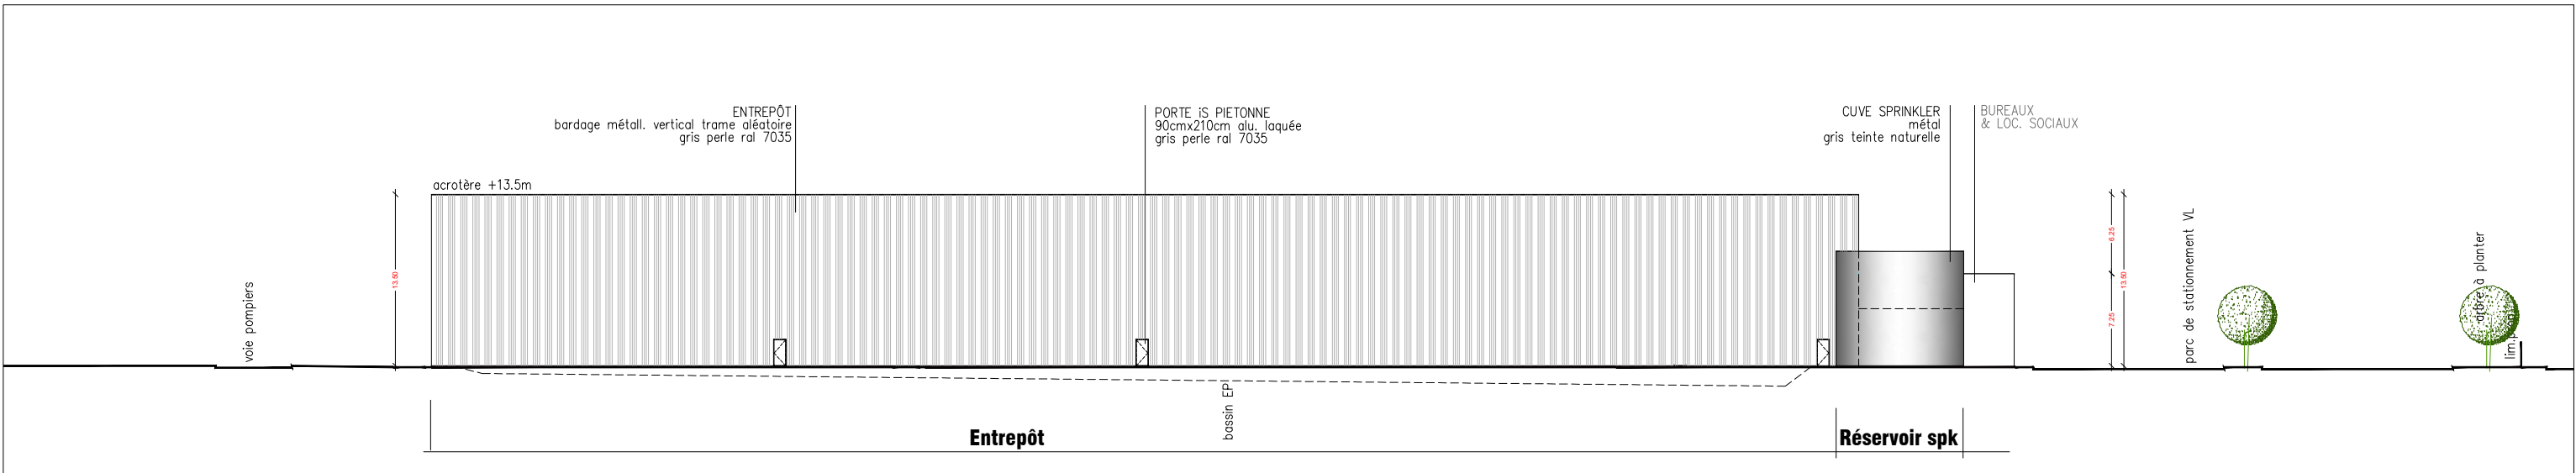 ENTREPÔT
bardage métall. vertical trame aléatoire
gris perle ral 7035
PORTE iS PIETONNE
90cmx210cm alu. laquée
gris perle ral 7035
CUVE SPRINKLER
métal
gris teinte naturelle
BUREAUX
& LOC. SOCIAUX
acrotère +13.5m
13.50
voie pompiers
6.25
7.25
13.50
parc de stationnement VL
arbre à planter
bassin EP
Entrepôt
Réservoir spk